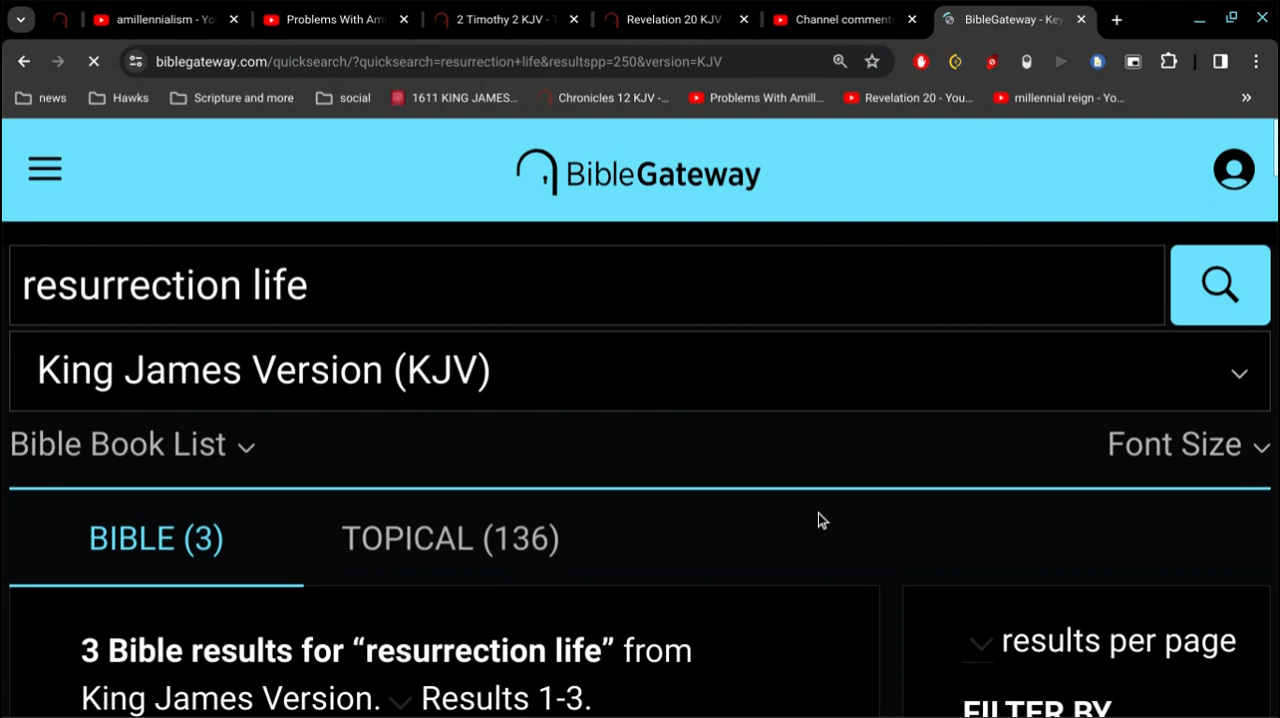 amillennialism - Yo
Problems With Ami
2 Timothy 2 KJV - T
Revelation 20 KJV
Channel comment
BibleGateway - Key
biblegateway.com/quicksearch/?quicksearch=resurrection+life&resultspp=250&version=KJV
news
Hawks
Scripture and more
social
1611 KING JAMES...
Chronicles 12 KJV -...
Problems With Amill...
Revelation 20 - You...
millennial reign - Yo...
BibleGateway
resurrection life
King James Version (KJV)
Bible Book List
Font Size
BIBLE (3)
TOPICAL (136)
3 Bible results for “resurrection life” from
King James Version. Results 1-3.
results per page
FILTER BY